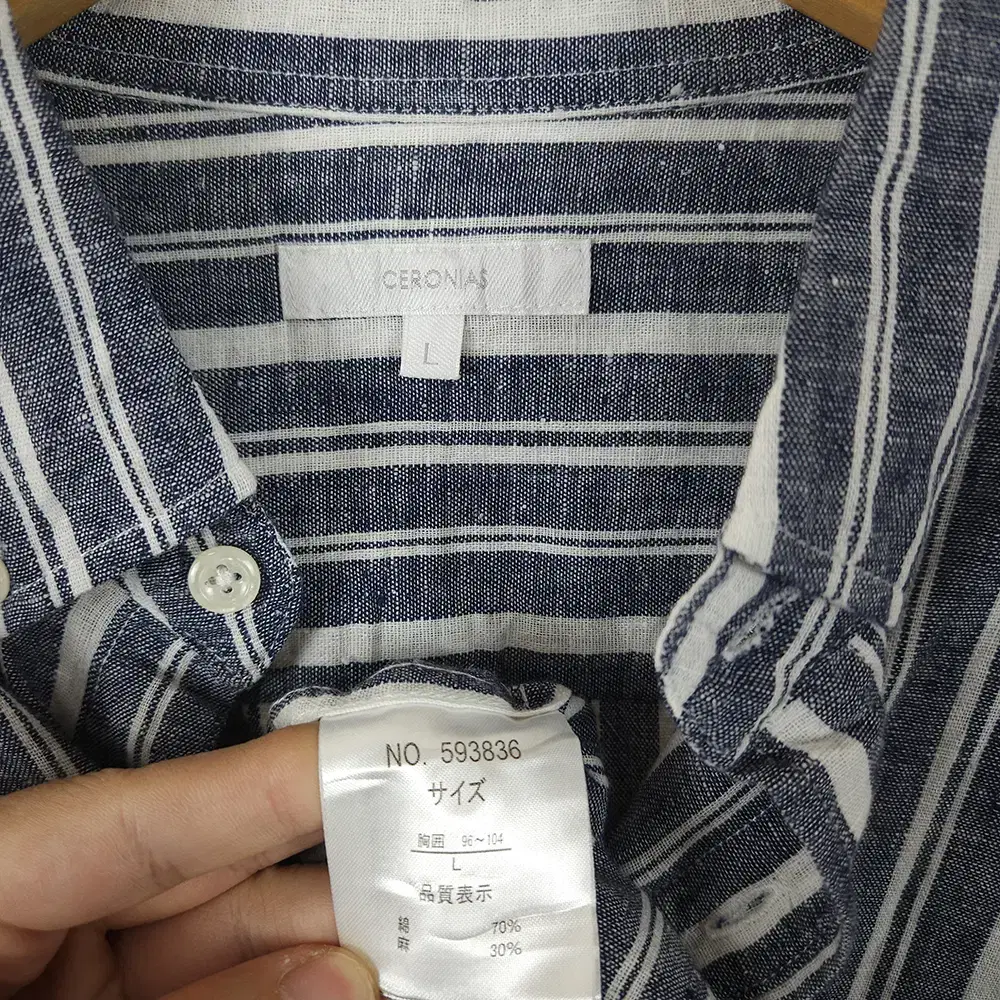 CERONIAS
L
NO. 593836
サイズ
胸囲 96～104
L
品質表示
綿 70%
麻 30%